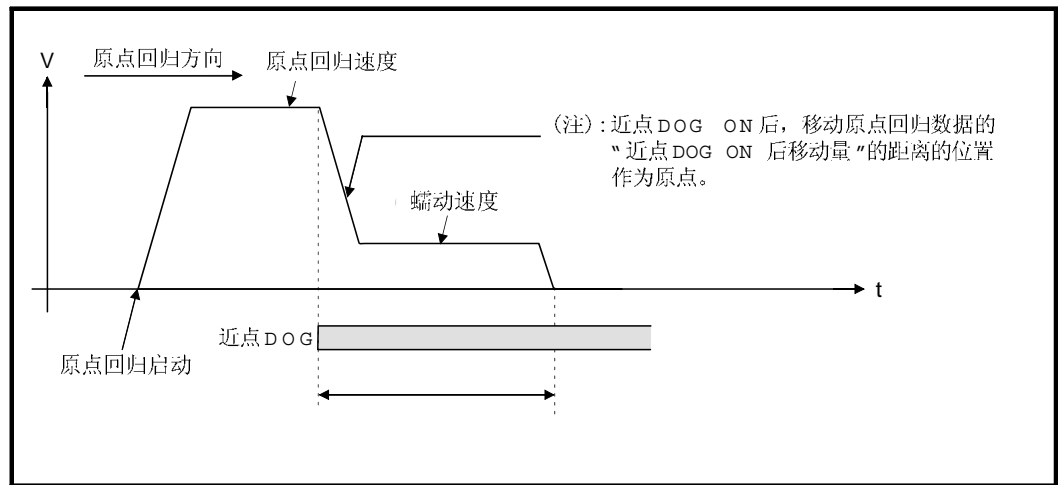 V
原点回归方向
原点回归速度
(注):近点DOG ON 后，移动原点回归数据的
“近点DOG ON 后移动量”的距离的位置
作为原点。
蠕动速度
t
近点DOG
原点回归启动